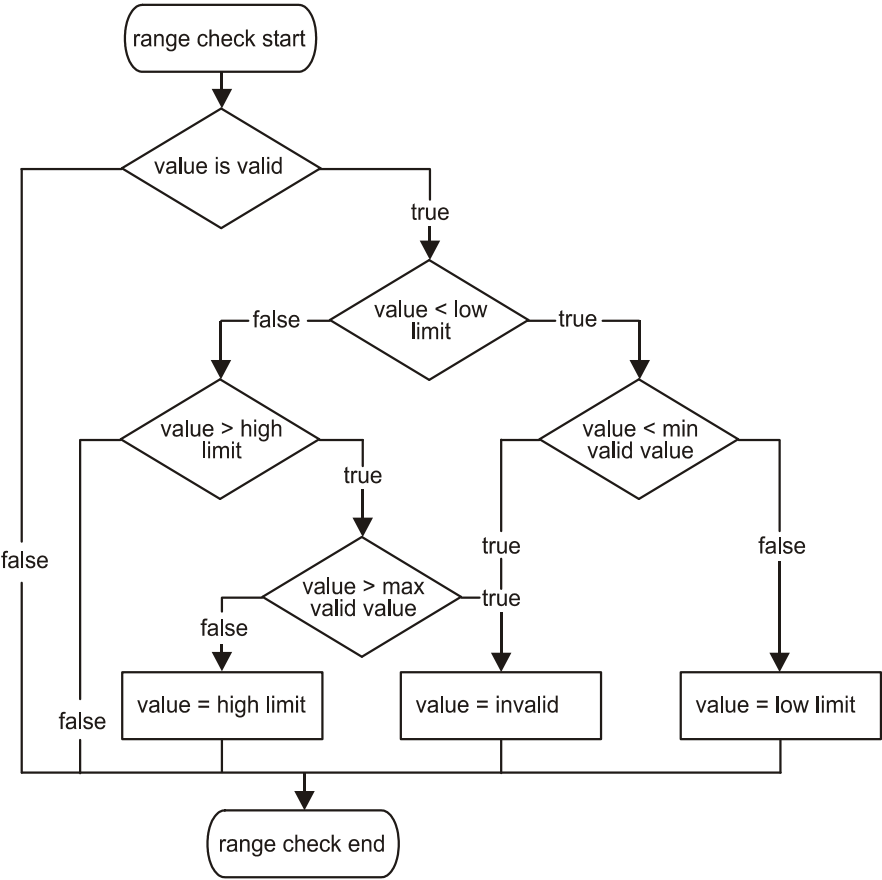 range check start
value is valid
true
value < low
limit
false
true
value > high
limit
value < min
valid value
true
false
true
false
value > max
valid value
true
false
value = high limit
value = invalid
value = low limit
false
range check end